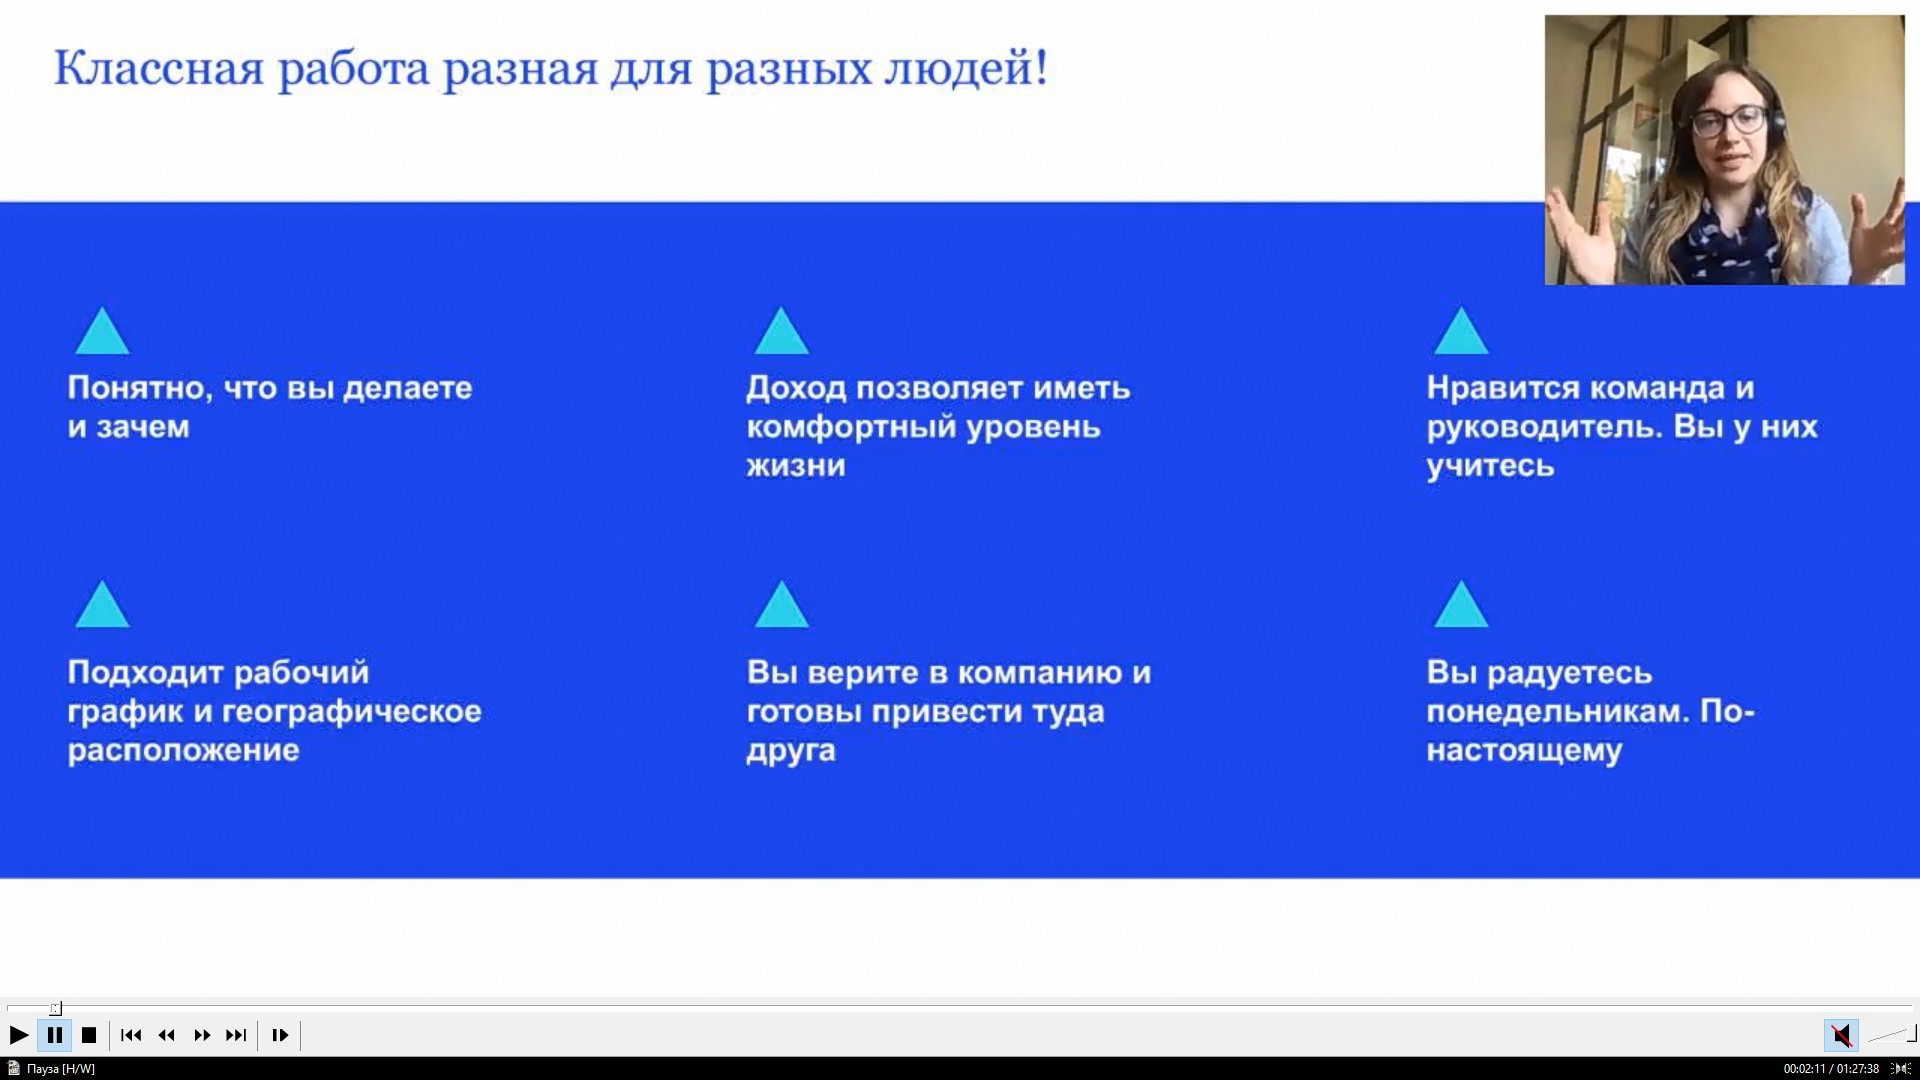 Классная работа разная для разных людей!
Понятно, что вы делаете
и зачем
Доход позволяет иметь
комфортный уровень
жизни
Нравится команда и
руководитель. Вы у них
учитесь
Подходит рабочий
график и географическое
расположение
Вы верите в компанию и
готовы привести туда
друга
Вы радуетесь
понедельникам. По-
настоящему
Пауза [H/W]
00:02:11 / 01:27:38